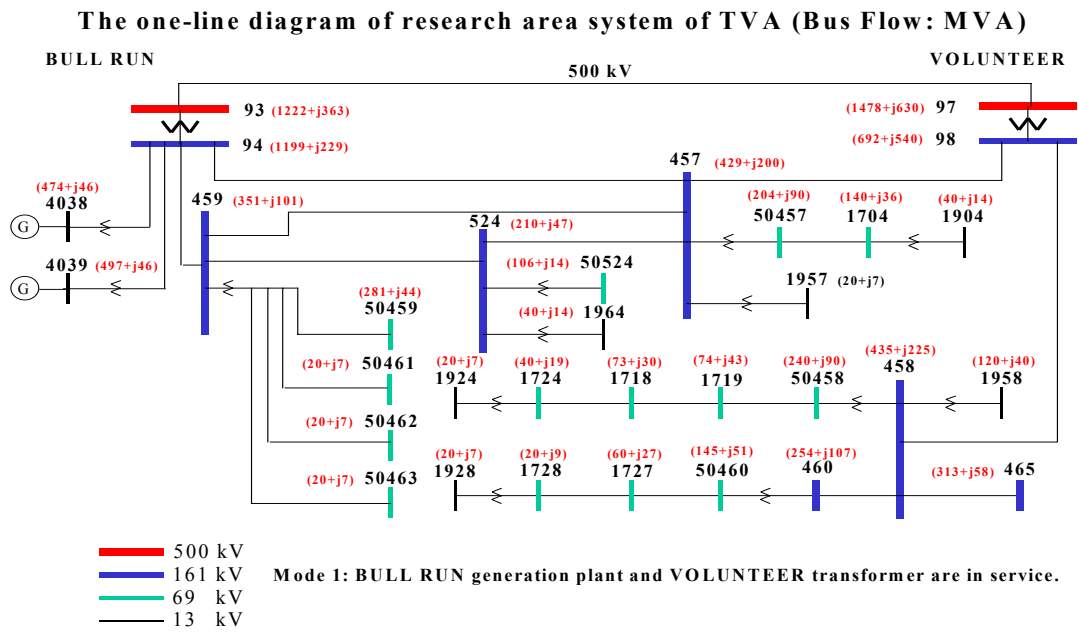 The one-line diagram of research area system of TVA (Bus Flow: MVA)
BULL RUN
VOLUNTEER
500 kV
93 (1222+j363)
(1478+j630) 97
94 (1199+j229)
(692+j540) 98
457 (429+j200)
(474+j46)
4038
G
459 (351+j101)
(204+j90)
50457
(140+j36)
1704
(40+j14)
1904
524 (210+j47)
4039 (497+j46)
G
(106+j14) 50524
1957
(20+j7)
(40+j14) 1964
(281+j44)
50459
(20+j7) 50461
(20+j7) 50462
(20+j7) 50463
(20+j7)
1924
(40+j19)
1724
(73+j30)
1718
(74+j43)
1719
(240+j90)
50458
(435+j225)
458
(120+j40)
1958
(20+j7)
1928
(20+j9)
1728
(60+j27)
1727
(145+j51)
50460
(254+j107)
460
(313+j58) 465
500 kV
161 kV
69 kV
13 kV
Mode 1: BULL RUN generation plant and VOLUNTEER transformer are in service.